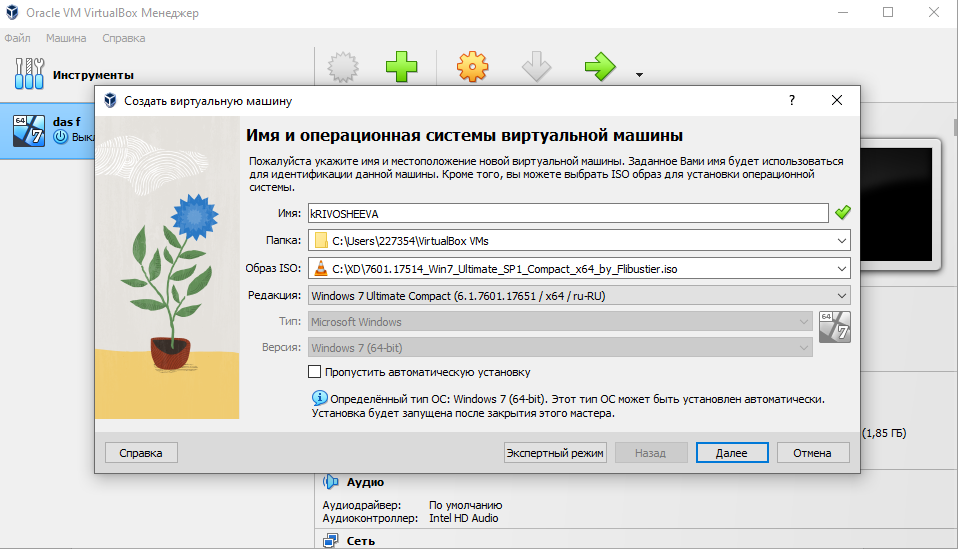 Oracle VM VirtualBox Менеджер
Файл Машина Справка
Инструменты
64 7
das f
Выкл
Создать виртуальную машину
?
Имя и операционная системы виртуальной машины
Пожалуйста укажите имя и местоположение новой виртуальной машины. Заданное Вами имя будет использоваться
для идентификации данной машины. Кроме того, вы можете выбрать ISO образ для установки операционной
системы.
Имя: kRIVOSHEEVA
Папка: C:\Users\227354\VirtualBox VMs
Образ ISO: C:\XD\7601.17514_Win7_Ultimate_SP1_Compact_x64_by_Flibustier.iso
Редакция: Windows 7 Ultimate Compact (6.1.7601.17651 / x64 / ru-RU)
Тип: Microsoft Windows
64 7
Версия: Windows 7 (64-bit)
Пропустить автоматическую установку
Определённый тип ОС: Windows 7 (64-bit). Этот тип ОС может быть установлен автоматически.
Установка будет запущена после закрытия этого мастера.
(1,85 ГБ)
Справка Экспертный режим Назад Далее Отмена
Аудио
Аудиодрайвер: По умолчанию
Аудиоконтроллер: Intel HD Audio
Сеть